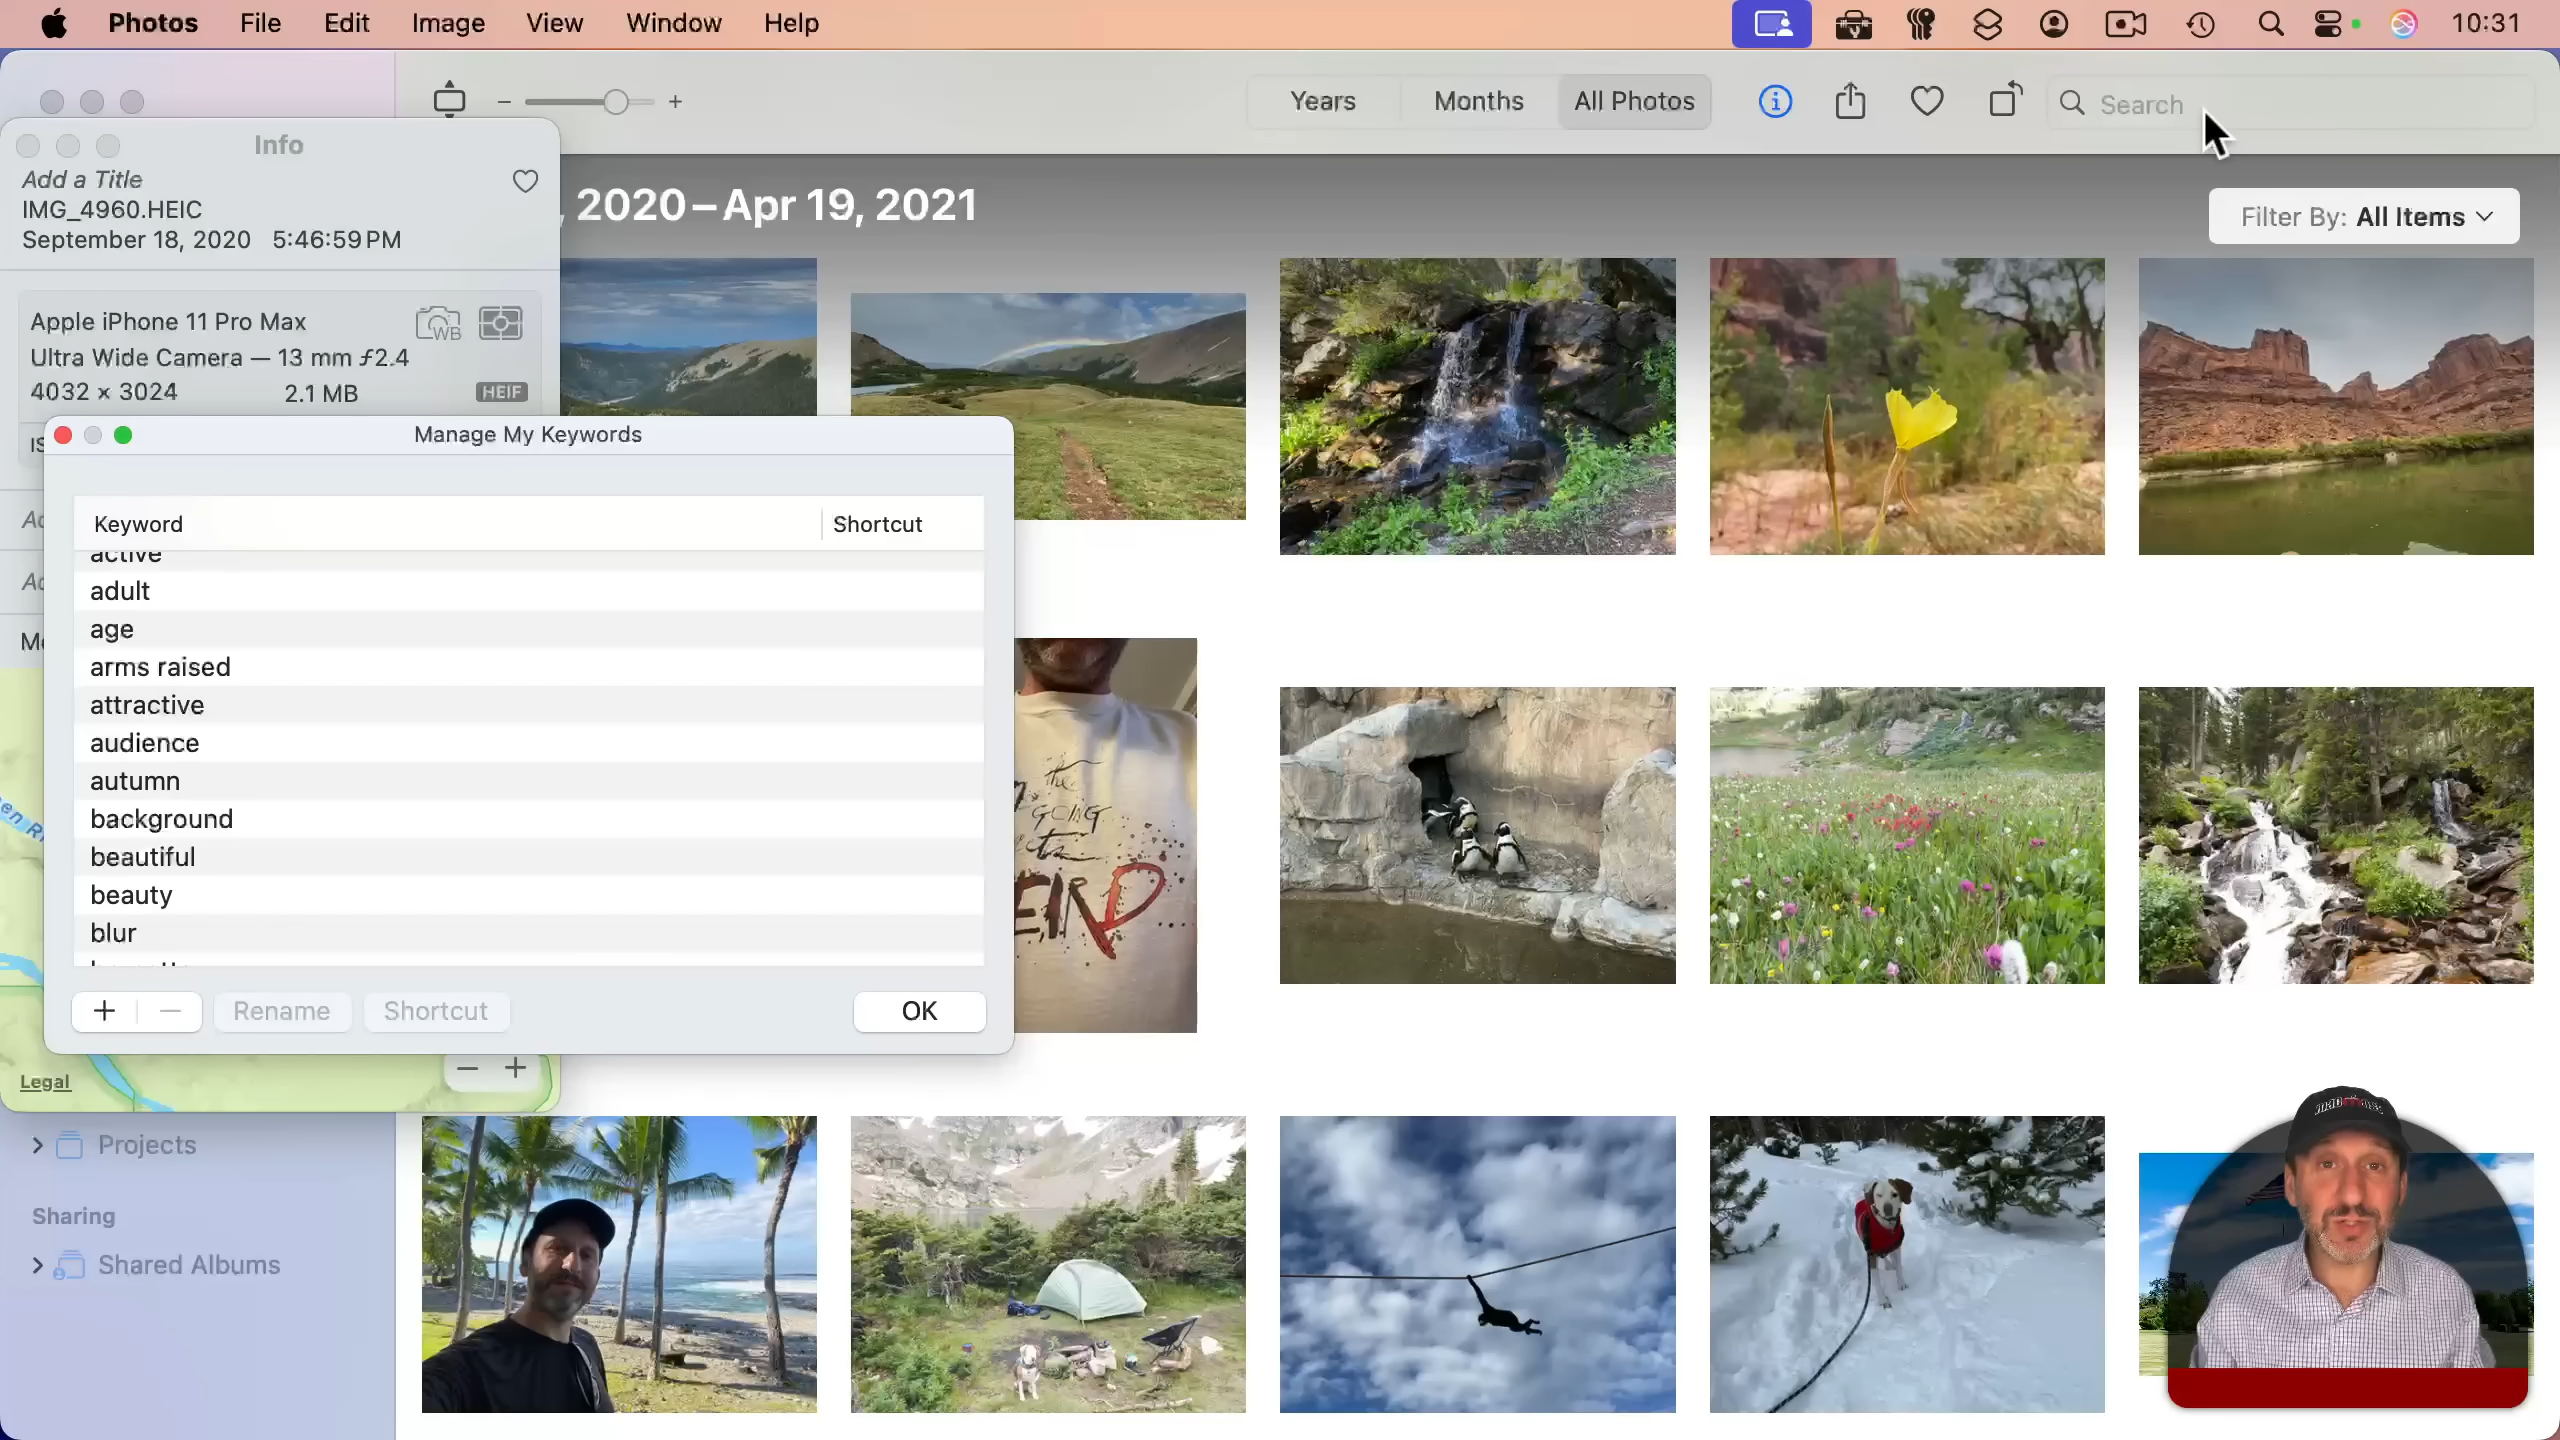 Photos File Edit Image View Window Help 10:31
Years Months All Photos Search
Info
Add a Title
IMG_4960.HEIC
September 18, 2020 5:46:59 PM
, 2020 – Apr 19, 2021
Filter By: All Items
Apple iPhone 11 Pro Max
WB
Ultra Wide Camera — 13 mm ƒ2.4
4032 × 3024 2.1 MB HEIF
Manage My Keywords
Keyword Shortcut
active
adult
age
arms raised
attractive
audience
autumn
background
beautiful
beauty
blur
Rename Shortcut OK
Legal
Projects
Sharing
Shared Albums
the
GOING